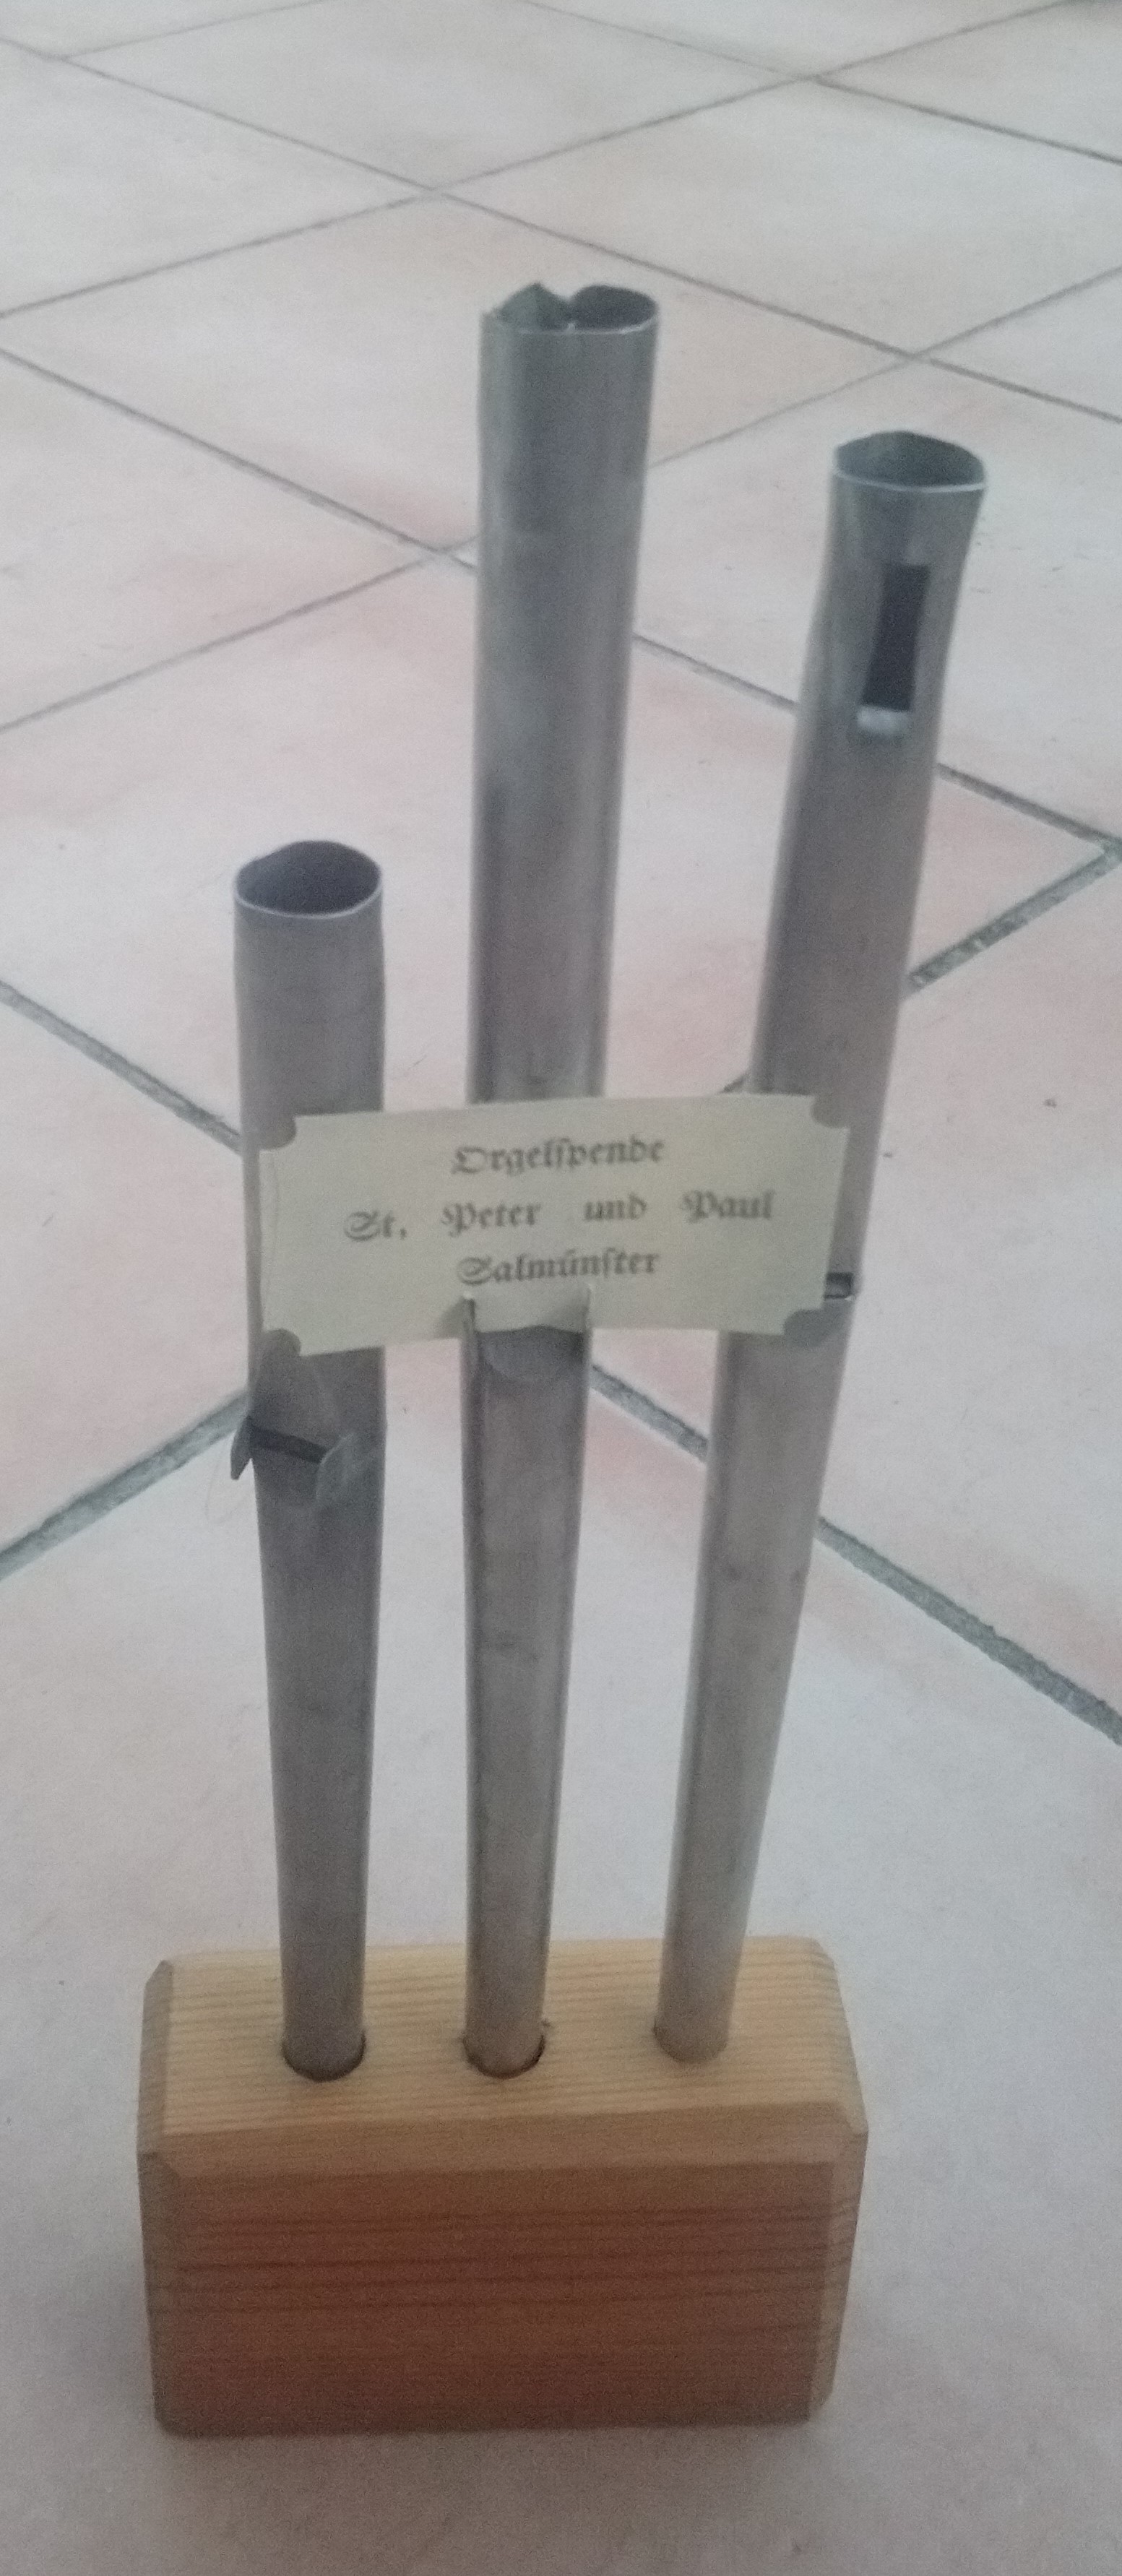 Orgelſpende
St, Peter und Paul
Salmünſter